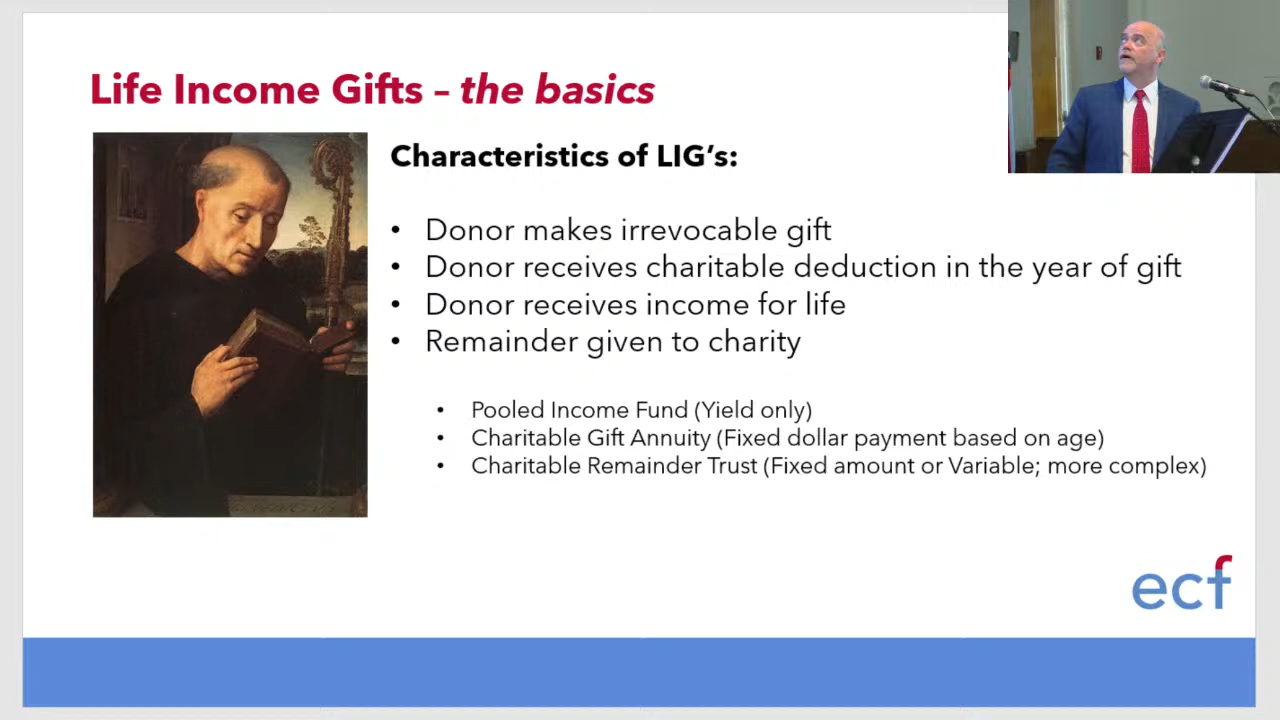 Life Income Gifts – the basics
Characteristics of LIG's:
• Donor makes irrevocable gift
• Donor receives charitable deduction in the year of gift
• Donor receives income for life
• Remainder given to charity
• Pooled Income Fund (Yield only)
• Charitable Gift Annuity (Fixed dollar payment based on age)
• Charitable Remainder Trust (Fixed amount or Variable; more complex)
ecf